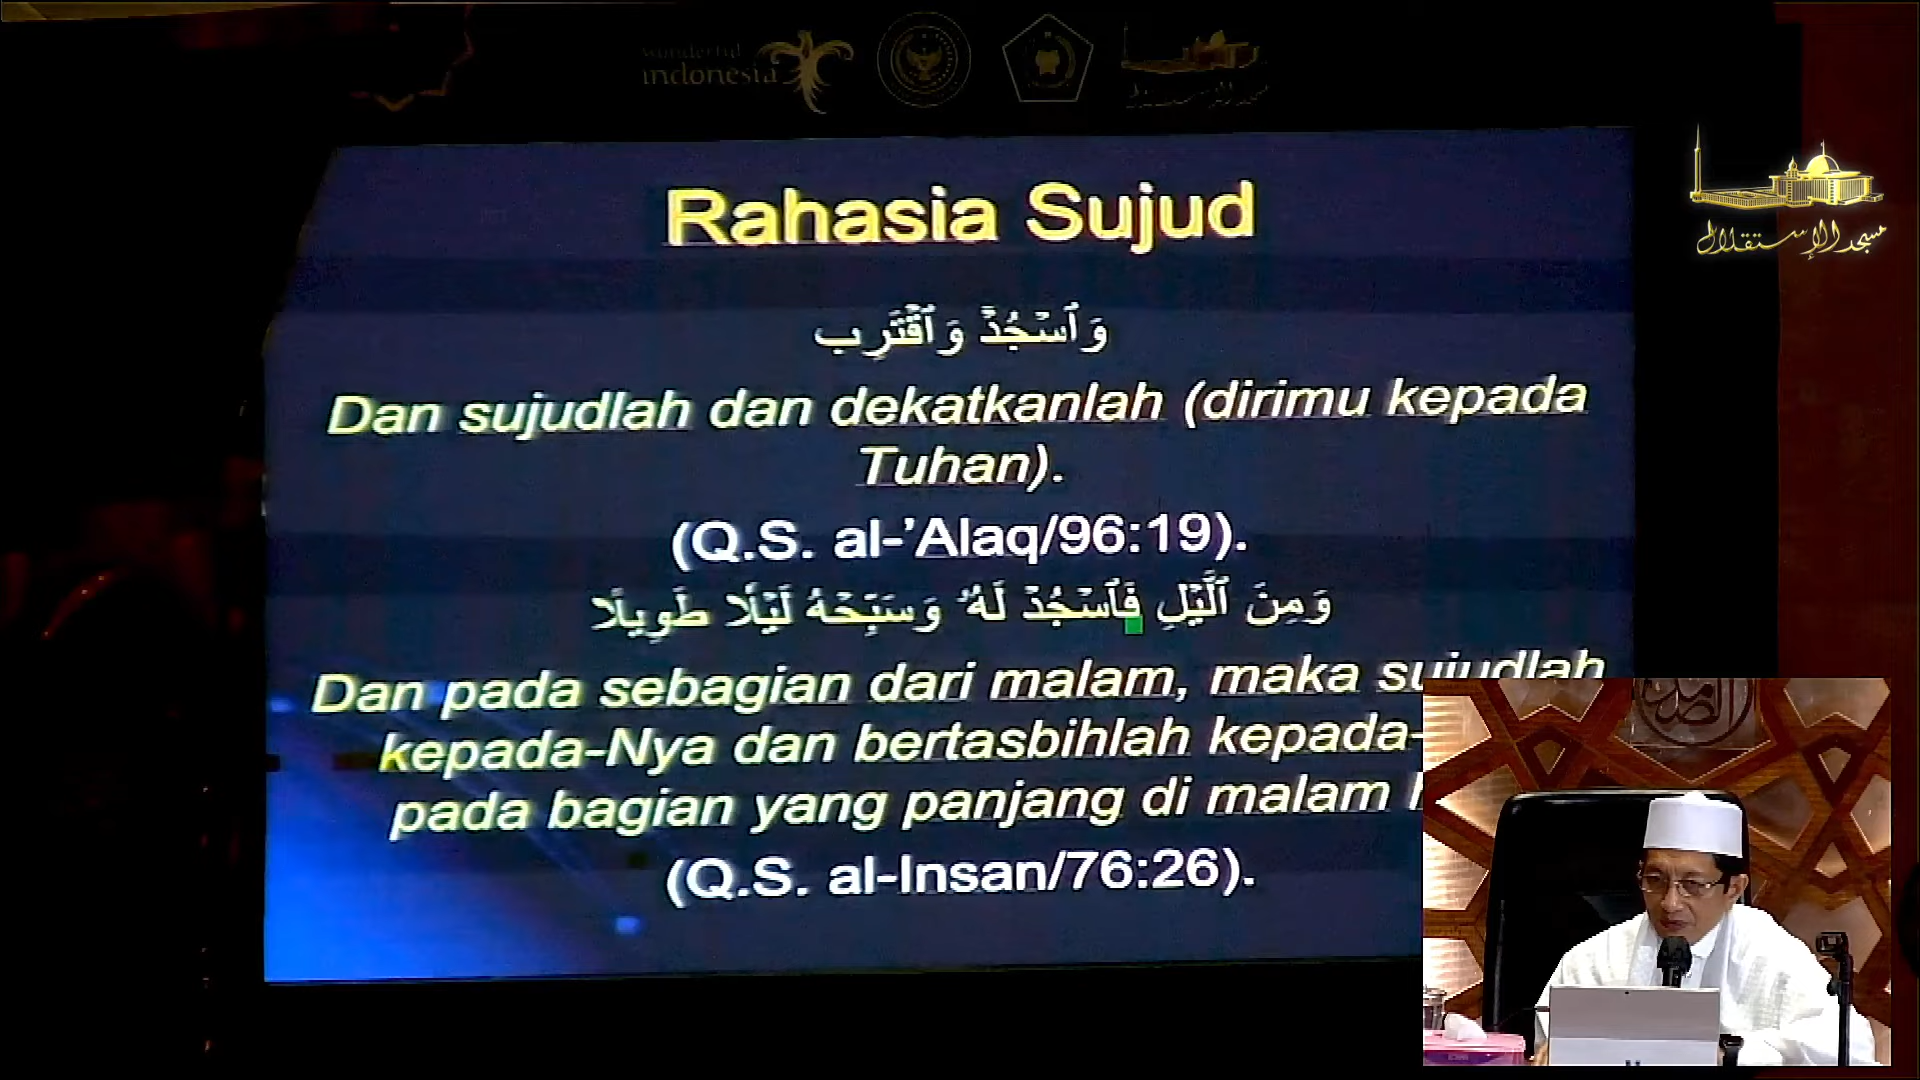 wonderful
indonesia
مسجد الإستقلال
Rahasia Sujud
وَٱسۡجُدۡۤ وَٱقۡتَرِب
Dan sujudlah dan dekatkanlah (dirimu kepada
Tuhan).
(Q.S. al-'Alaq/96:19).
وَمِنَ ٱلَّيۡلِ فَٱسۡجُدۡ لَهُۥ وَسَبِّحۡهُ لَيۡلٗا طَوِيلًا
Dan pada sebagian dari malam, maka sujudlah
kepada-Nya dan bertasbihlah kepada-
pada bagian yang panjang di malam
(Q.S. al-Insan/76:26).